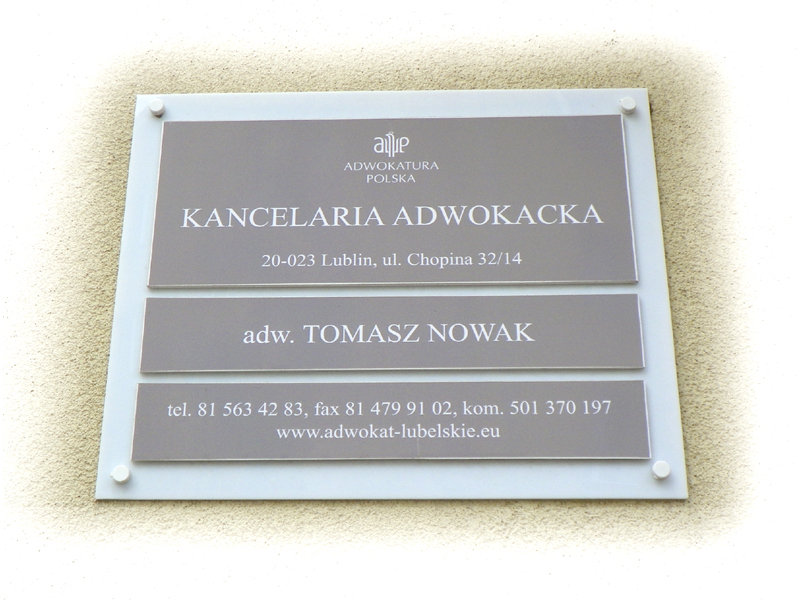 ADWOKATURA
POLSKA
KANCELARIA ADWOKACKA
20-023 Lublin, ul. Chopina 32/14
adw. TOMASZ NOWAK
tel. 81 563 42 83, fax 81 479 91 02, kom. 501 370 197
www.adwokat-lubelskie.eu